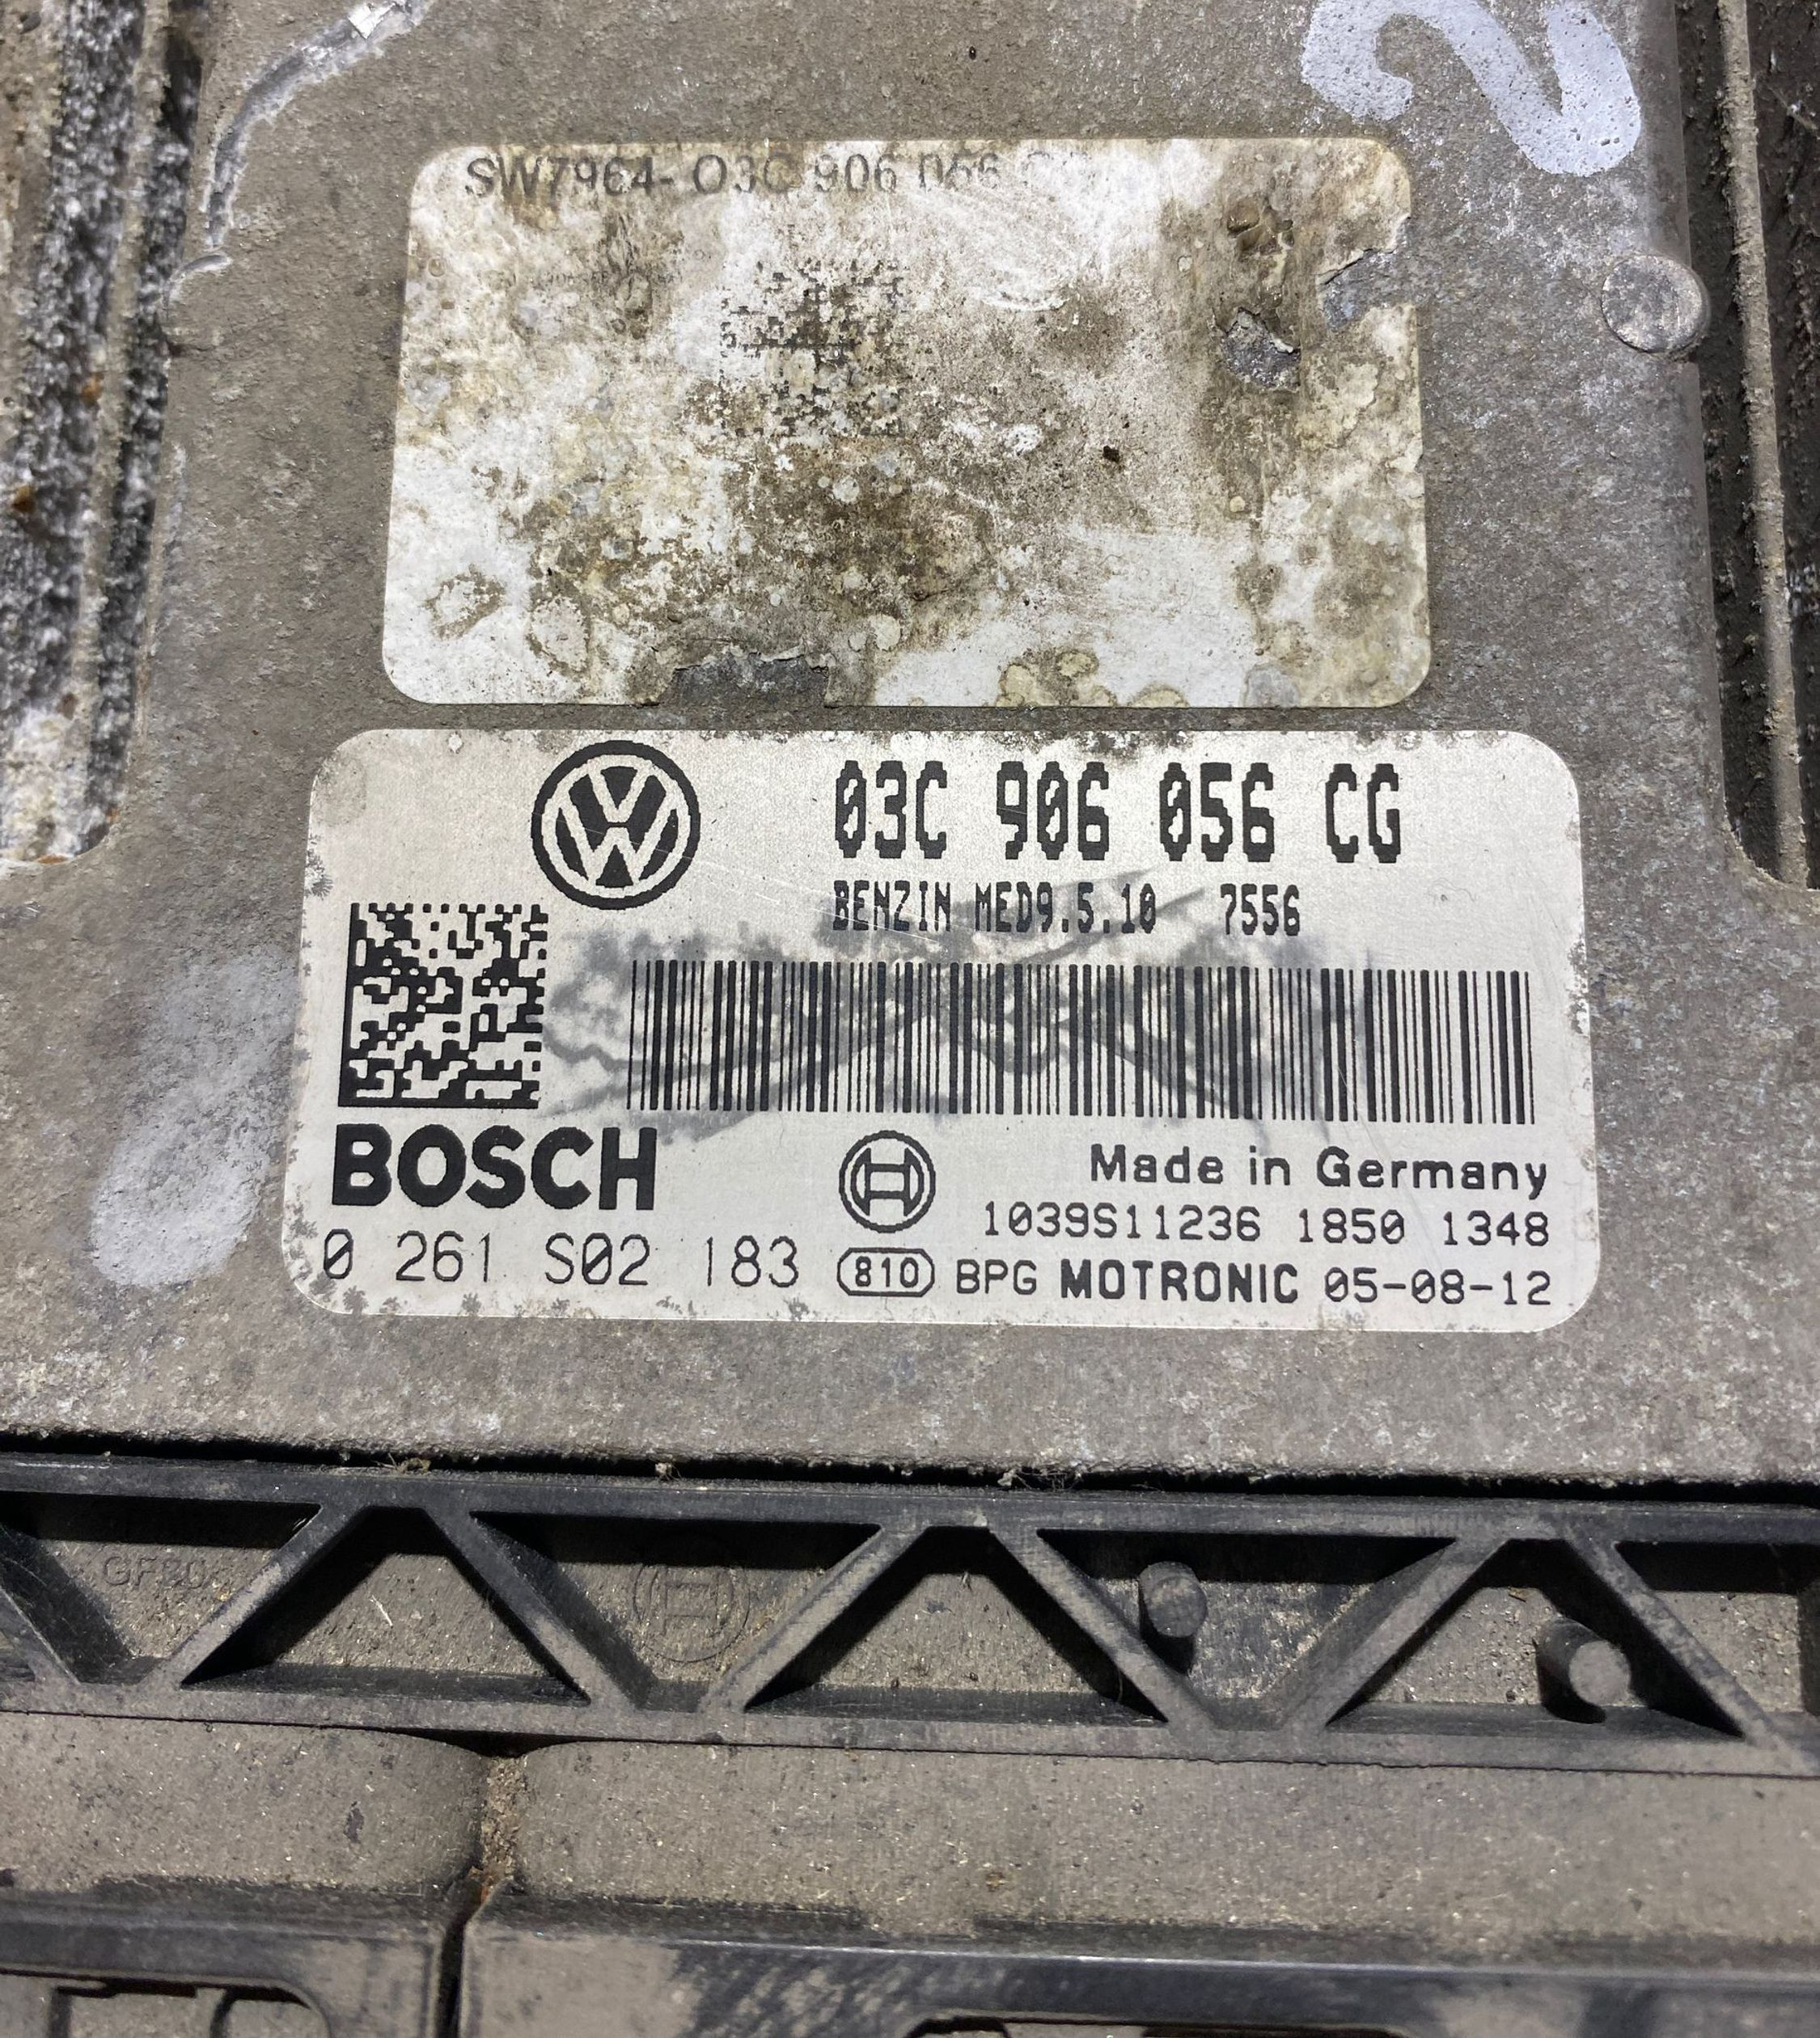 2
SW7964- 03C 906 056
03C 906 056 CG
BENZIN MED9.5.10 7556
BOSCH
Made in Germany
1039S11236 1850 1348
0 261 S02 183
810 BPG MOTRONIC 05-08-12